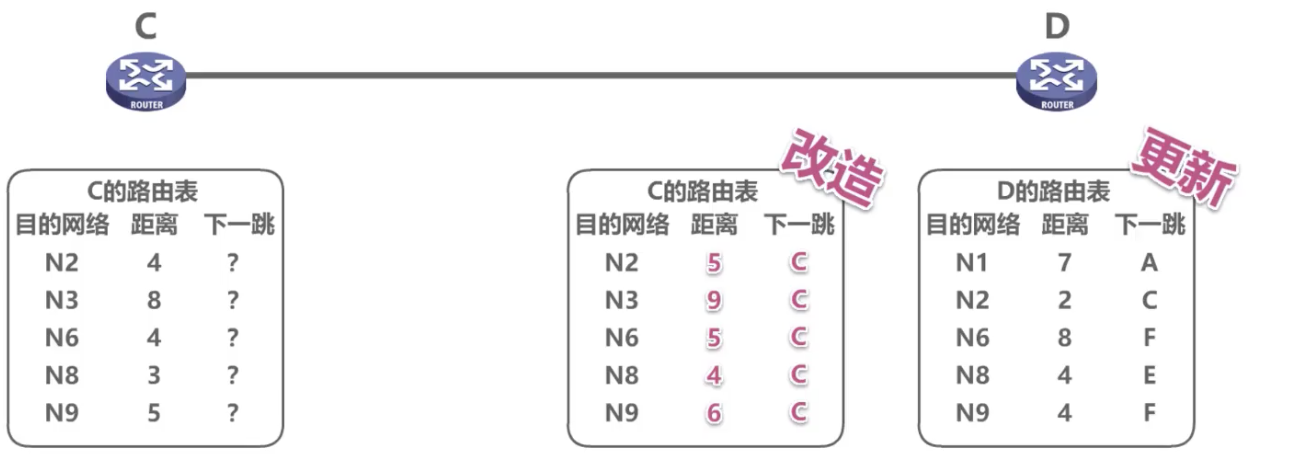 C
D
ROUTER
ROUTER
改造
更新
C的路由表
目的网络 距离 下一跳
N2 4 ?
N3 8 ?
N6 4 ?
N8 3 ?
N9 5 ?
C的路由表
目的网络 距离 下一跳
N2 5 C
N3 9 C
N6 5 C
N8 4 C
N9 6 C
D的路由表
目的网络 距离 下一跳
N1 7 A
N2 2 C
N6 8 F
N8 4 E
N9 4 F